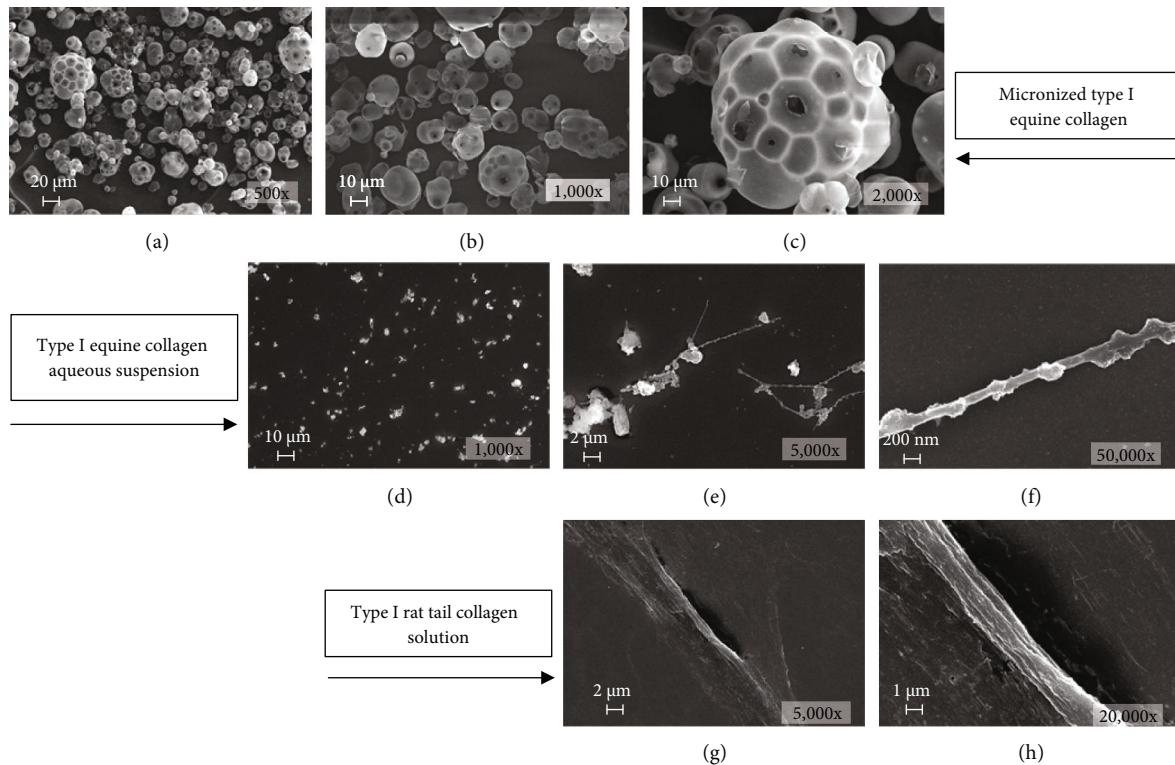 20 µm
500x
10 µm
1,000x
10 µm
2,000x
Micronized type I
equine collagen
(a)
(b)
(c)
Type I equine collagen
aqueous suspension
10 µm
1,000x
2 µm
5,000x
200 nm
50,000x
(d)
(e)
(f)
Type I rat tail collagen
solution
2 µm
5,000x
1 µm
20,000x
(g)
(h)